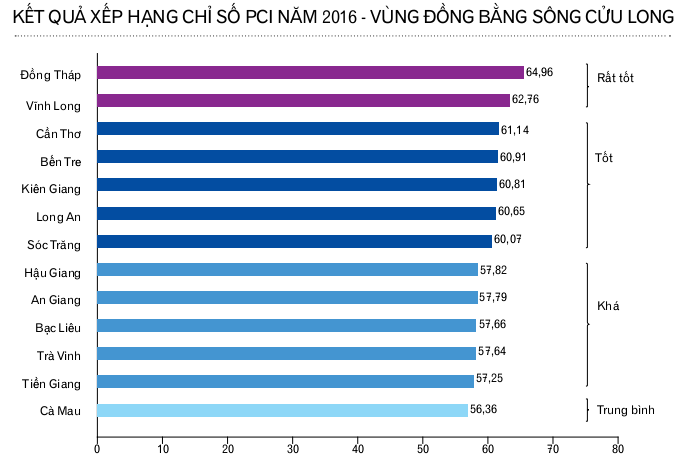 KẾT QUẢ XẾP HẠNG CHỈ SỐ PCI NĂM 2016 - VÙNG ĐỒNG BẰNG SÔNG CỬU LONG
Đồng Tháp 64,96
Vĩnh Long 62,76
Cần Thơ 61,14
Bến Tre 60,91
Kiên Giang 60,81
Long An 60,65
Sóc Trăng 60,07
Hậu Giang 57,82
An Giang 57,79
Bạc Liêu 57,66
Trà Vinh 57,64
Tiền Giang 57,25
Cà Mau 56,36
Rất tốt
Tốt
Khá
Trung bình
0 10 20 30 40 50 60 70 80